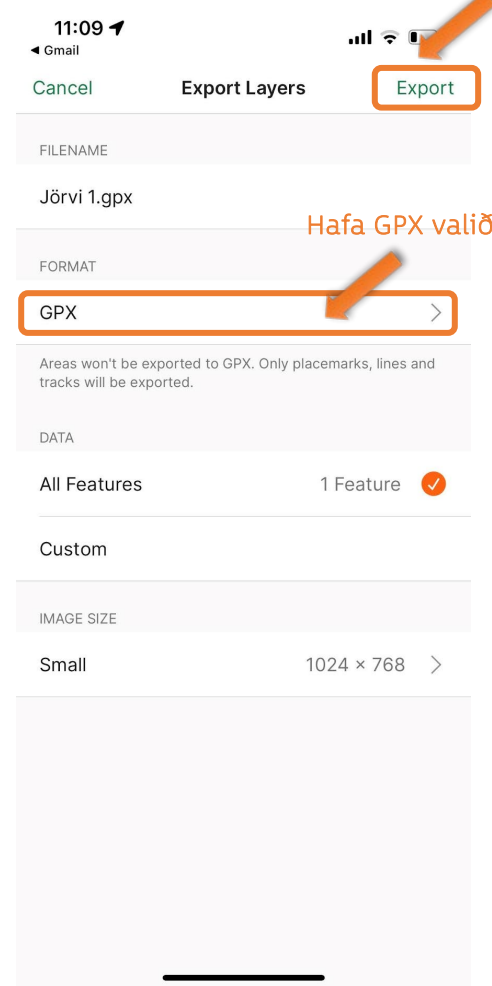 11:09
◀ Gmail
Cancel Export Layers Export
FILENAME
Jörvi 1.gpx
Hafa GPX valið
FORMAT
GPX
Areas won't be exported to GPX. Only placemarks, lines and
tracks will be exported.
DATA
All Features 1 Feature
Custom
IMAGE SIZE
Small 1024 × 768